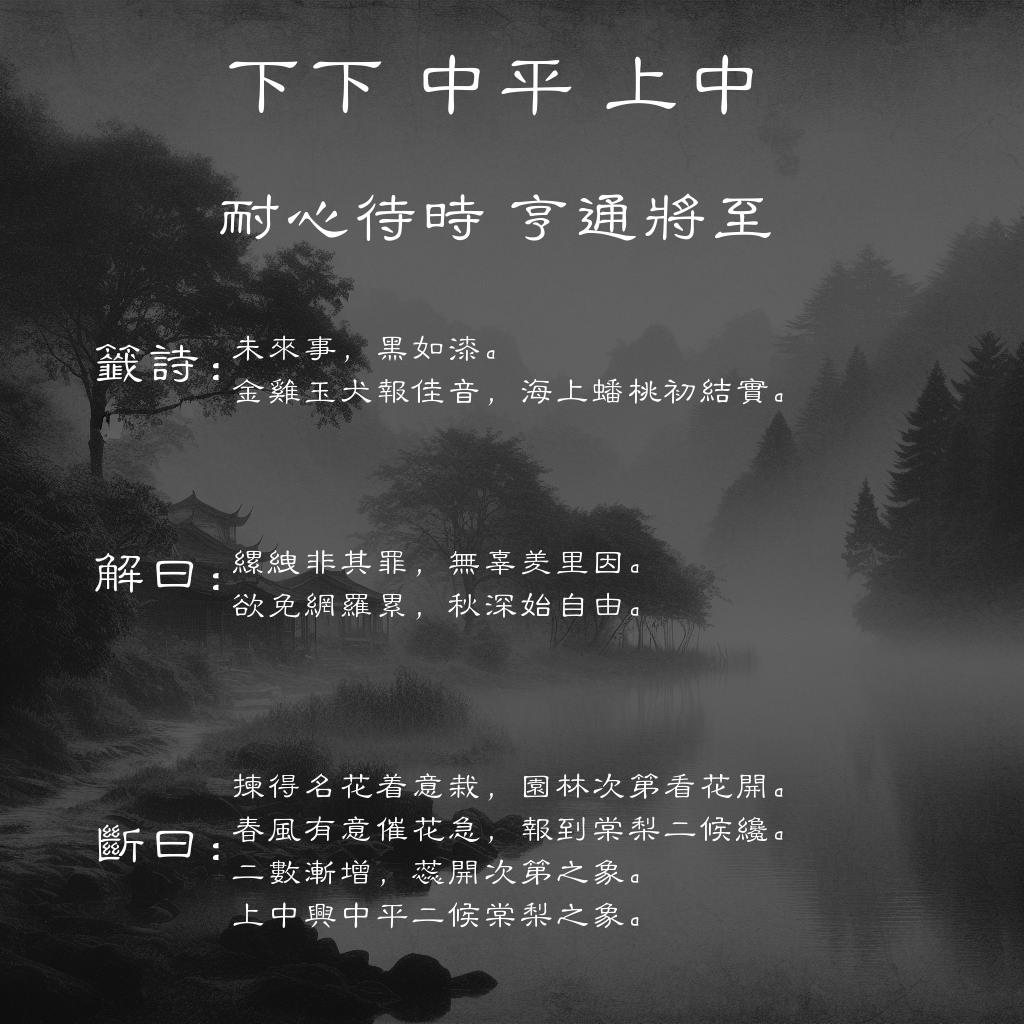 下下 中平 上中
耐心待時 亨通將至
籤詩:
未來事，黑如漆。
金雞玉犬報佳音，海上蟠桃初結實。
解曰:
縲絏非其罪，無辜羑里因。
欲免網羅累，秋深始自由。
斷曰:
揀得名花着意栽，園林次第看花開。
春風有意催花急，報到棠梨二候纔。
二數漸增，蕊開次第之象。
上中興中平二候棠梨之象。